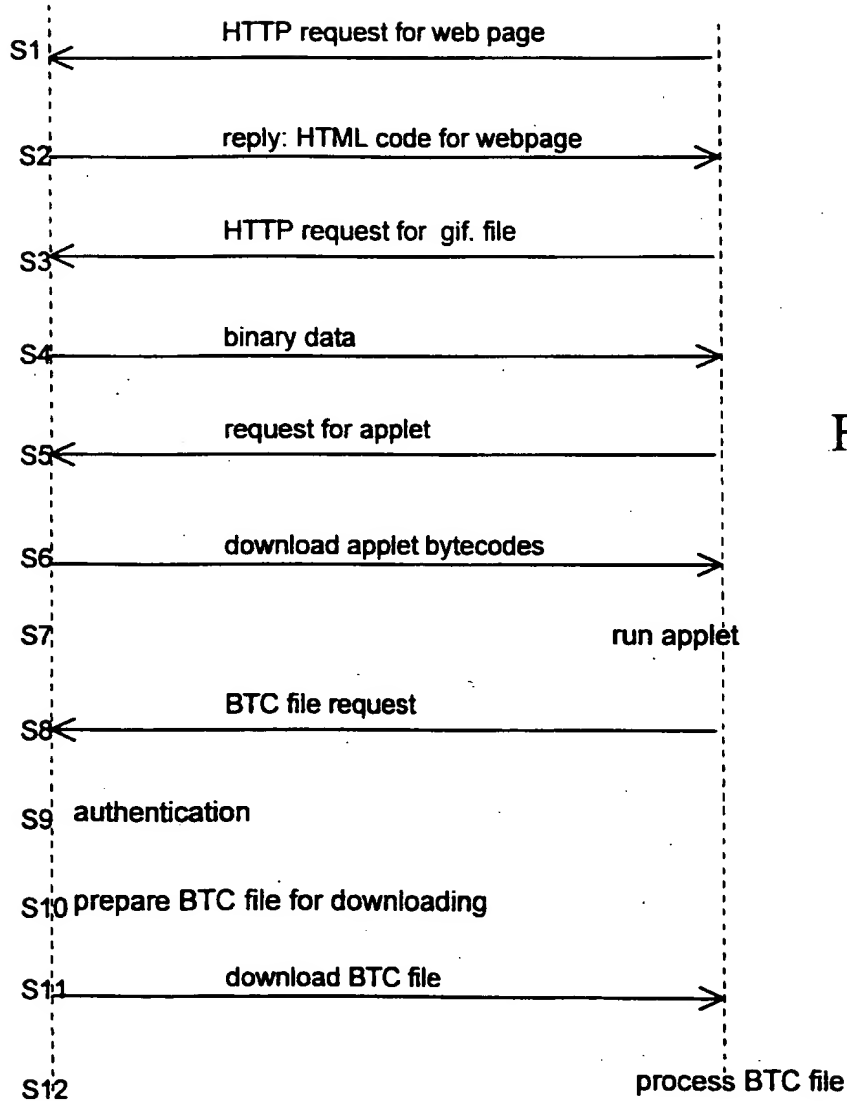 S1 HTTP request for web page
S2 reply: HTML code for webpage
S3 HTTP request for gif. file
S4 binary data
S5 request for applet
S6 download applet bytecodes
S7 run applet
S8 BTC file request
S9 authentication
S10 prepare BTC file for downloading
S11 download BTC file
S12 process BTC file